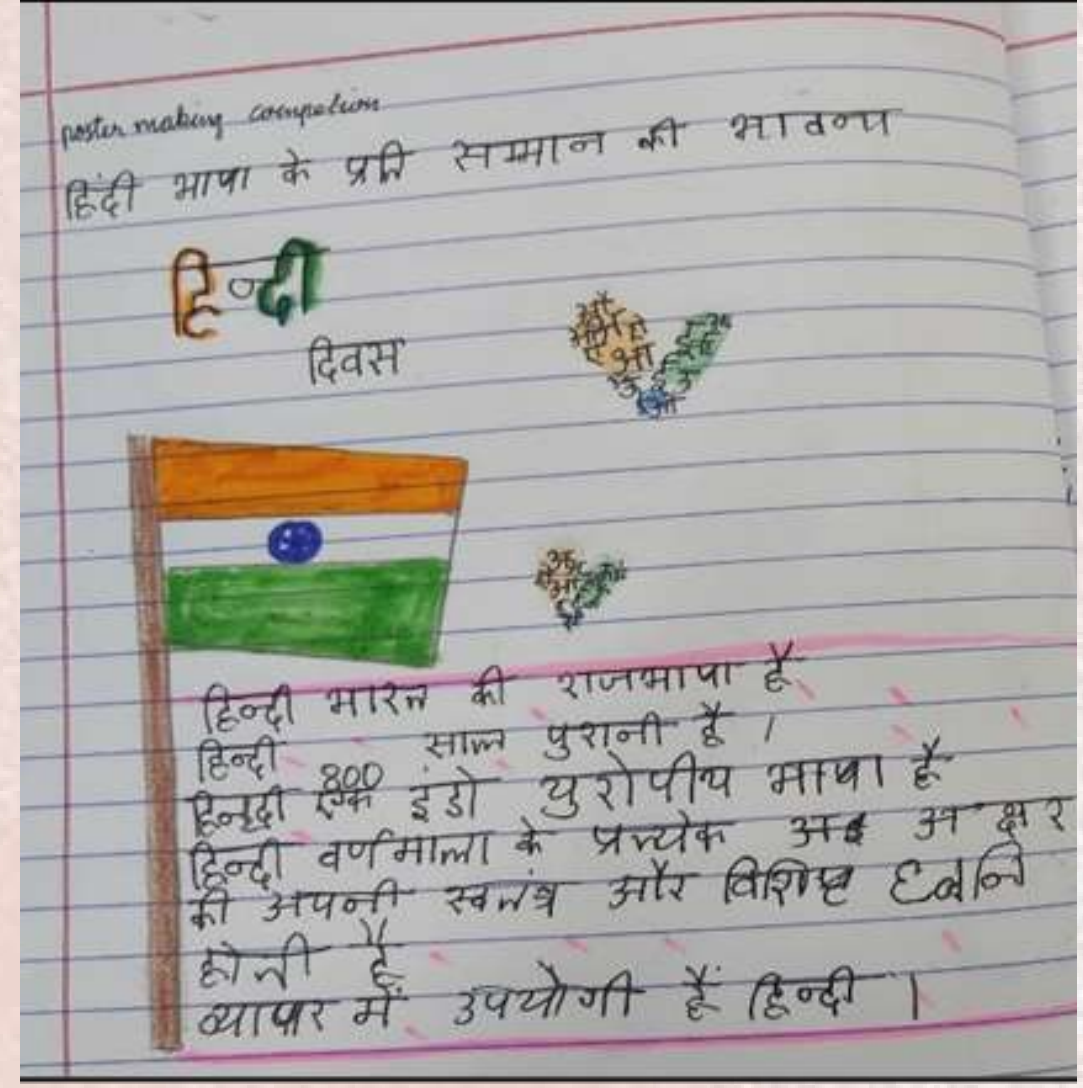 poster making compeliion
हिंदी भाषा के प्रति सम्मान की भावना
हिन्दी
दिवस
हिन्दी भारत की राजभाषा है
हिन्दी 800 साल पुरानी है ।
हिन्दी एक इंडो युरोपीय भाषा है
हिन्दी वर्णमाला के प्रत्येक अक्षर
की अपनी स्वतंत्र और विशिष्ट ध्वनि
होती है
व्यापार में उपयोगी हैं हिन्दी ।